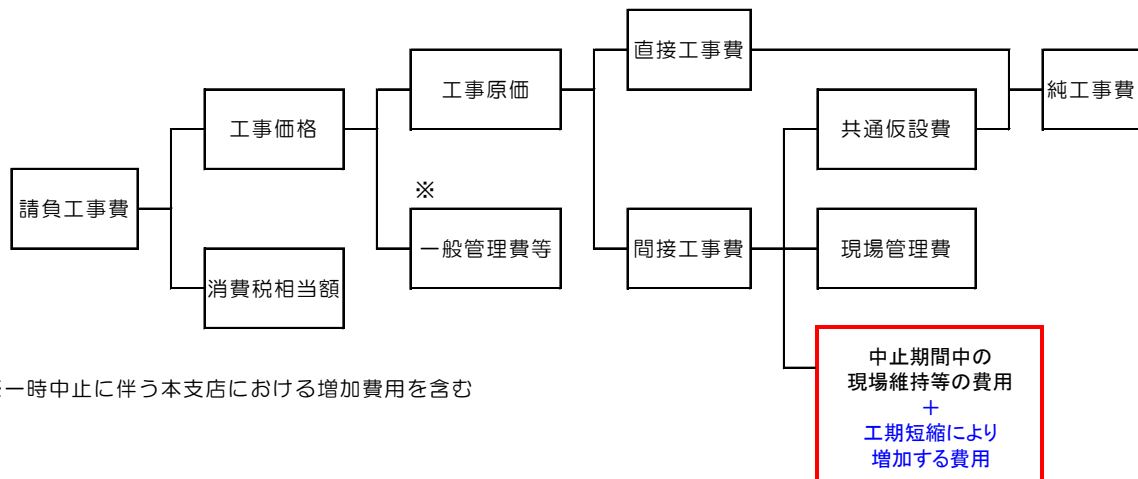 直接工事費
工事原価
純工事費
工事価格
共通仮設費
※
請負工事費
一般管理費等
間接工事費
現場管理費
消費税相当額
中止期間中の
現場維持等の費用
+
工期短縮により
増加する費用
※一時中止に伴う本支店における増加費用を含む